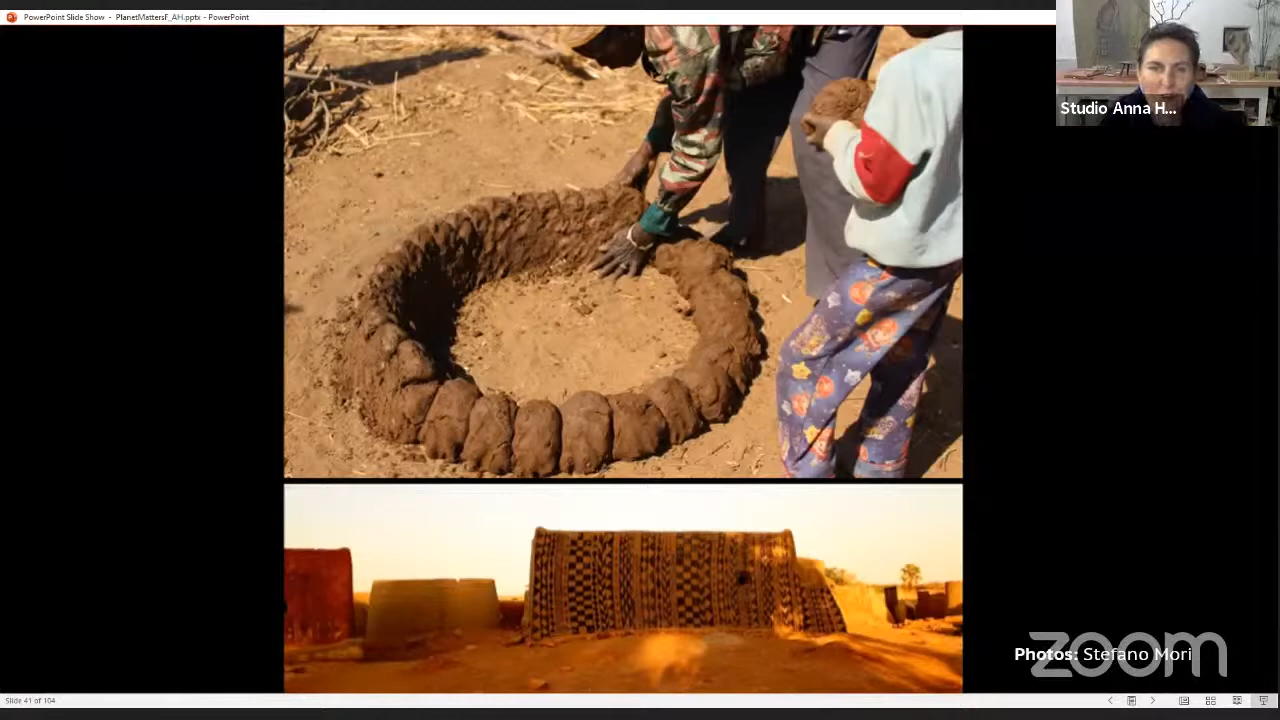 PowerPoint Slide Show - PlanetMattersF_AH.pptx - PowerPoint
Studio Anna H...
Photos: Stefano Mori
zoom
Slide 41 of 104